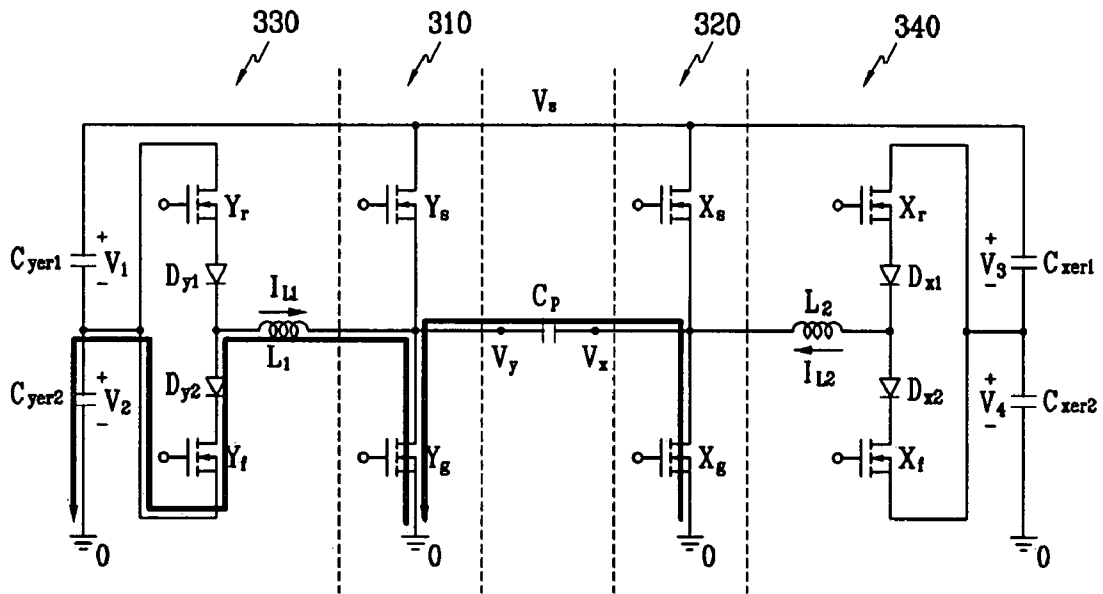 330 310 320 340
Vs
Yr Ys Xs Xr
+ +
Cyer1 V1 Dy1 V3 Cxer1
- IL1 Cp Dx1 -
L2
L1 Vy Vx
+ IL2 +
Cyer2 V2 Dy2 Dx2 V4 Cxer2
- -
Yf Yg Xg Xf
0 0 0 0